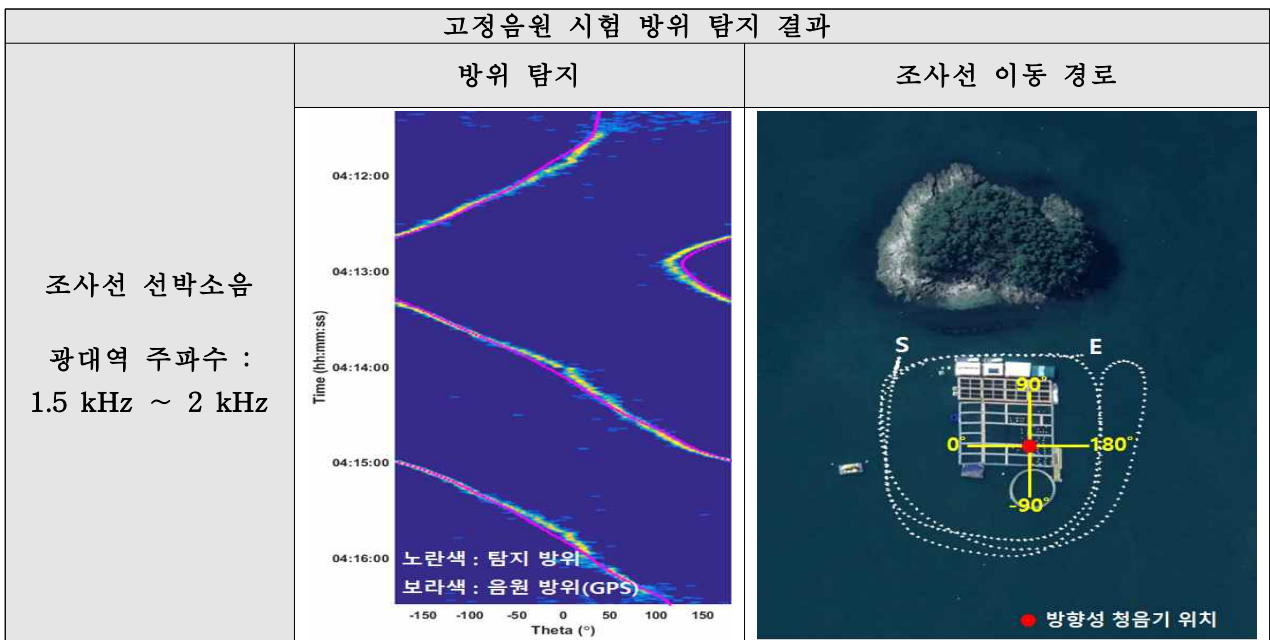 고정음원 시험 방위 탐지 결과
방위 탐지
조사선 이동 경로
조사선 선박소음
광대역 주파수 :
1.5 kHz ~ 2 kHz
Time (hh:mm:ss)
04:12:00
04:13:00
04:14:00
04:15:00
04:16:00
노란색 : 탐지 방위
보라색 : 음원 방위(GPS)
-150 -100 -50 0 50 100 150
Theta (°)
S
E
90°
0°
180°
-90°
방향성 청음기 위치